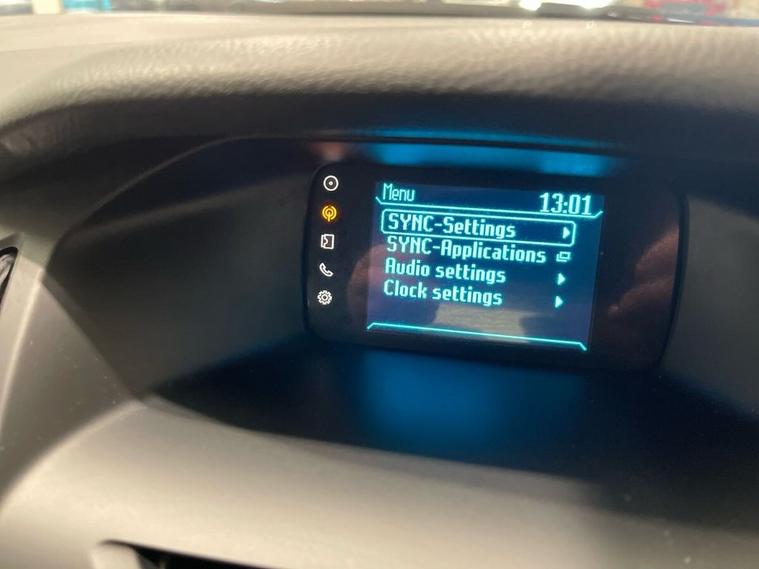 Menu
13:01
SYNC-Settings
SYNC-Applications
Audio settings
Clock settings